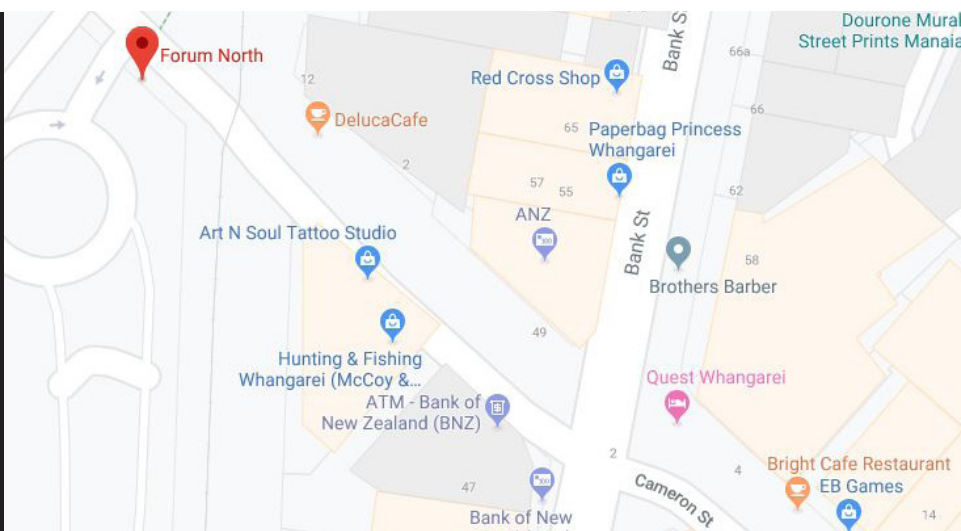 Bank St
Dourone Mural
Street Prints Manaia
66a
Forum North
Red Cross Shop
12
66
DelucaCafe
65
Paperbag Princess
Whangarei
2
57
55
62
ANZ
Art N Soul Tattoo Studio
Bank St
58
Brothers Barber
49
Hunting & Fishing
Whangarei (McCoy &...
Quest Whangarei
ATM - Bank of
New Zealand (BNZ)
2
4
Bright Cafe Restaurant
EB Games
47
Cameron St
14
Bank of New